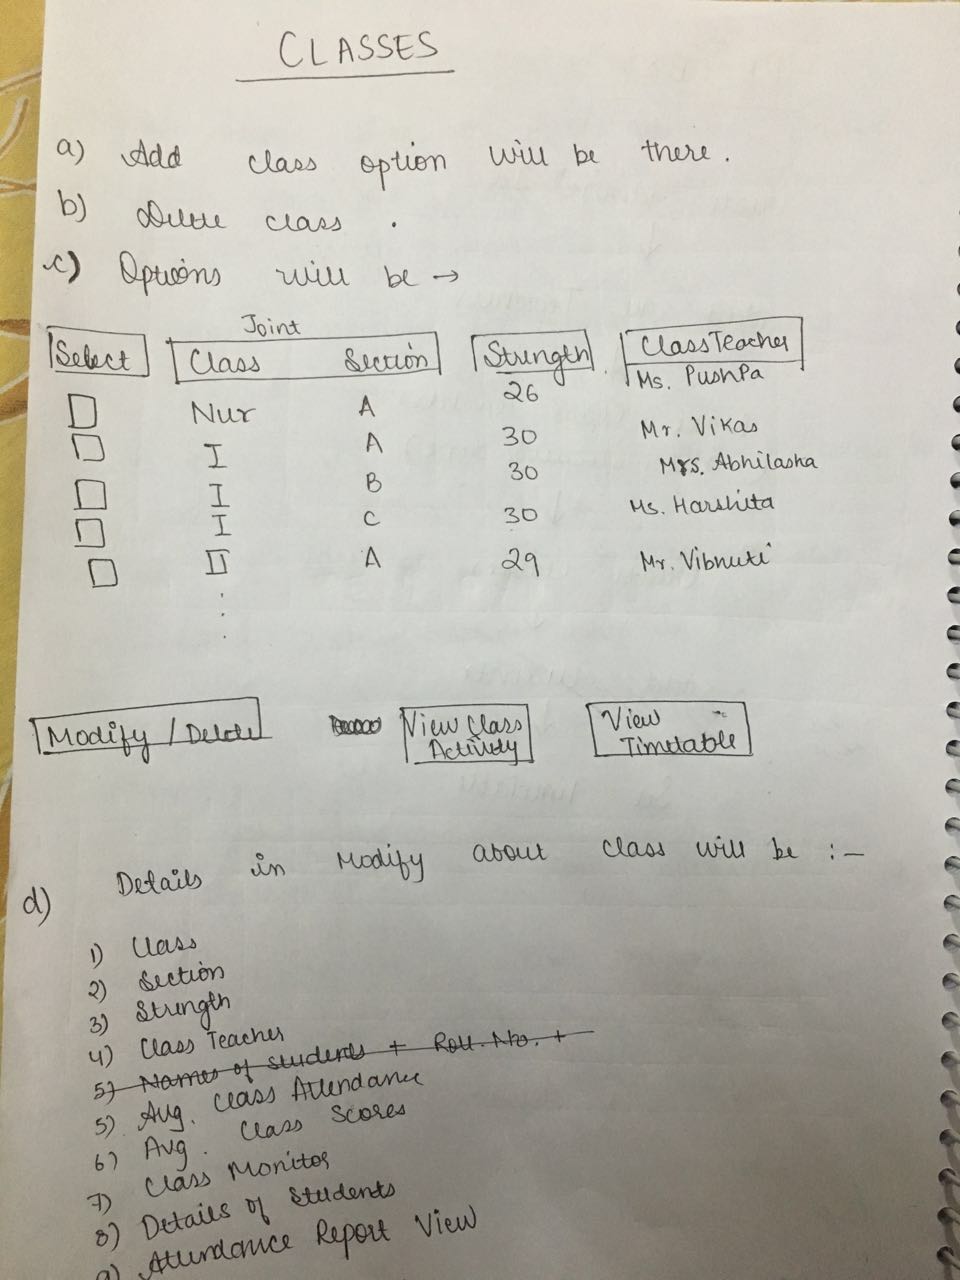 CLASSES
a) Add class option will be there.
b) Delete class.
c) Options will be →
Joint
Select Class Section Strength Class Teacher
Nur A 26 Ms. Pushpa
I A 30 Mr. Vikas
I B 30 Mrs. Abhilasha
I C 30 Ms. Harshita
II A 29 Mr. Vibhuti
Modify / Delete View Class Activity View Timetable
d) Details in Modify about class will be :-
1) Class
2) Section
3) Strength
4) Class Teacher
5) Names of students + Roll. No. +
5) Avg. Class Attendance
6) Avg. Class Scores
7) Class Monitor
8) Details of Students
9) Attendance Report View